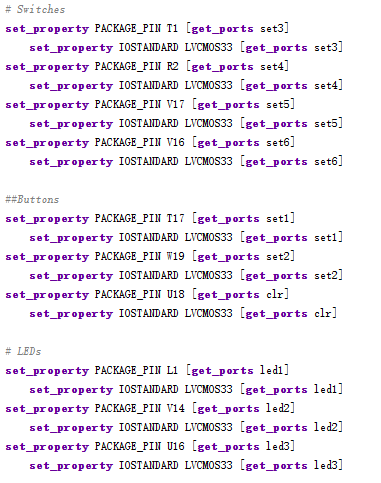 # Switches
set_property PACKAGE_PIN T1 [get_ports set3]
set_property IOSTANDARD LVCMOS33 [get_ports set3]
set_property PACKAGE_PIN R2 [get_ports set4]
set_property IOSTANDARD LVCMOS33 [get_ports set4]
set_property PACKAGE_PIN V17 [get_ports set5]
set_property IOSTANDARD LVCMOS33 [get_ports set5]
set_property PACKAGE_PIN V16 [get_ports set6]
set_property IOSTANDARD LVCMOS33 [get_ports set6]
##Buttons
set_property PACKAGE_PIN T17 [get_ports set1]
set_property IOSTANDARD LVCMOS33 [get_ports set1]
set_property PACKAGE_PIN W19 [get_ports set2]
set_property IOSTANDARD LVCMOS33 [get_ports set2]
set_property PACKAGE_PIN U18 [get_ports clr]
set_property IOSTANDARD LVCMOS33 [get_ports clr]
# LEDs
set_property PACKAGE_PIN L1 [get_ports led1]
set_property IOSTANDARD LVCMOS33 [get_ports led1]
set_property PACKAGE_PIN V14 [get_ports led2]
set_property IOSTANDARD LVCMOS33 [get_ports led2]
set_property PACKAGE_PIN U16 [get_ports led3]
set_property IOSTANDARD LVCMOS33 [get_ports led3]